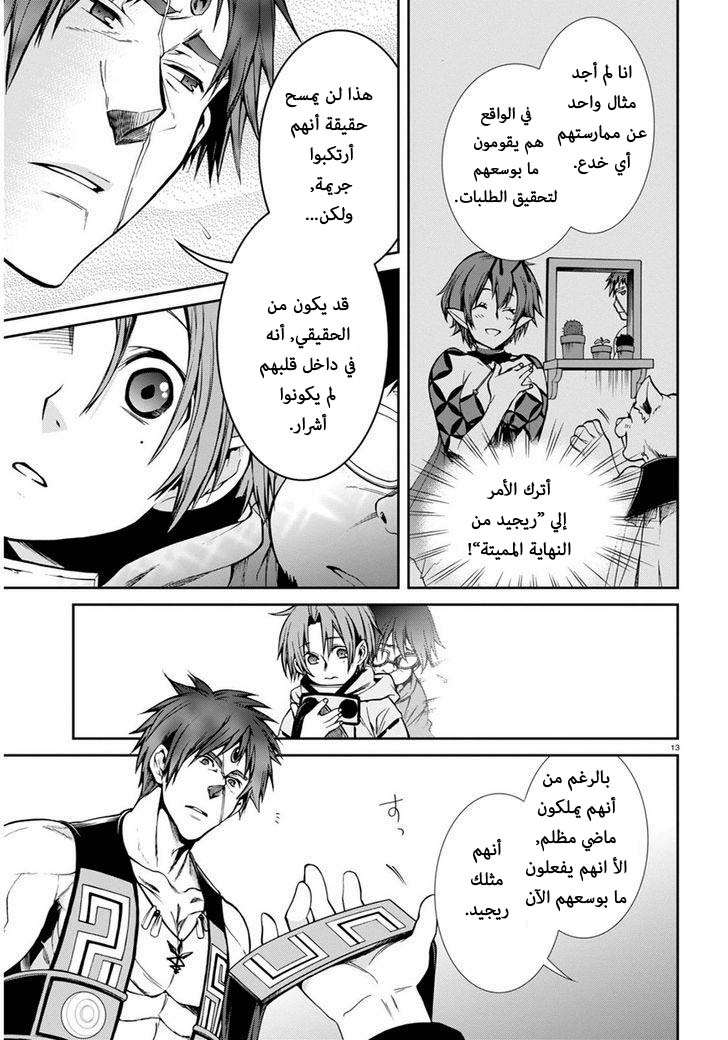 انا لم أجد
مثال واحد
عن ممارستهم
أي خدع.
في الواقع
هم يقومون
ما بوسعهم
لتحقيق الطلبات.
أترك الأمر
إلي "ريجيد من
النهاية المميتة"!
هذا لن يمسح
حقيقة أنهم
أرتكبوا
جريمة,
ولكن...
قد يكون من
الحقيقي, أنه
في داخل قلبهم
لم يكونوا
أشرار.
13
بالرغم من
أنهم يملكون
ماضي مظلم,
الأ انهم يفعلون
ما بوسعهم الآن
أنهم
مثلك
ريجيد.
すっ